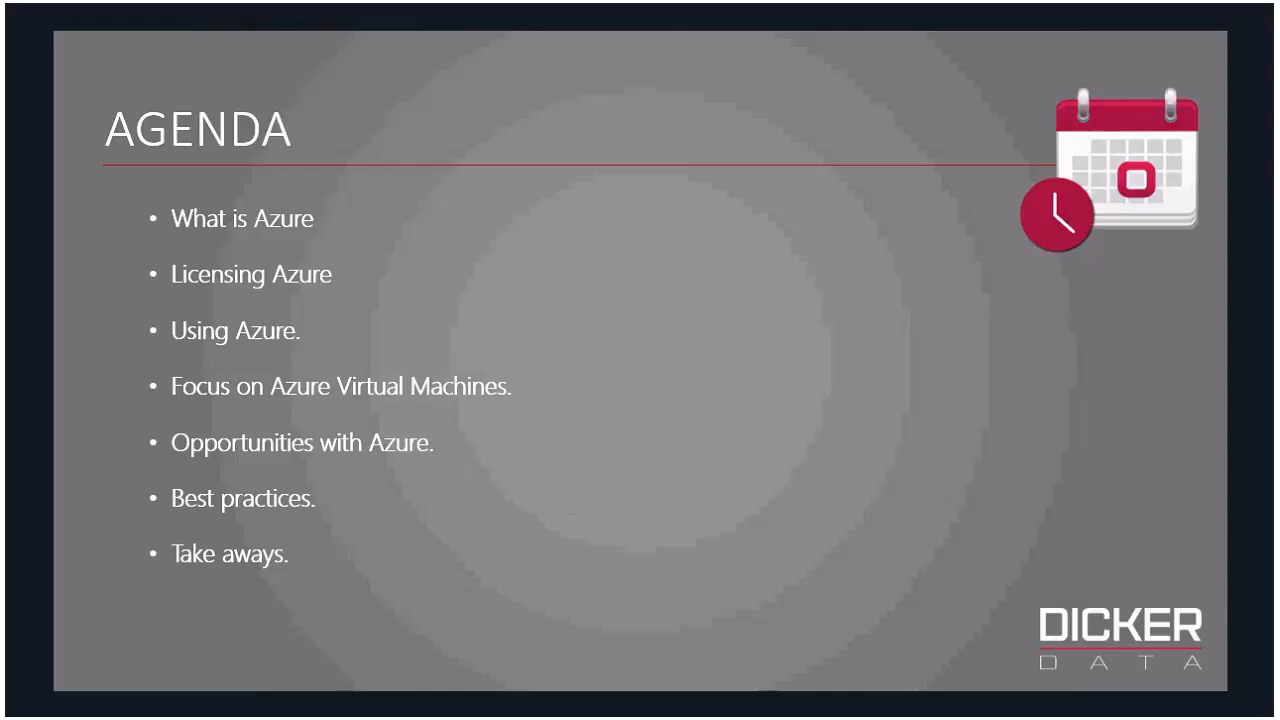 AGENDA
• What is Azure
• Licensing Azure
• Using Azure.
• Focus on Azure Virtual Machines.
• Opportunities with Azure.
• Best practices.
• Take aways.
DICKER
DATA